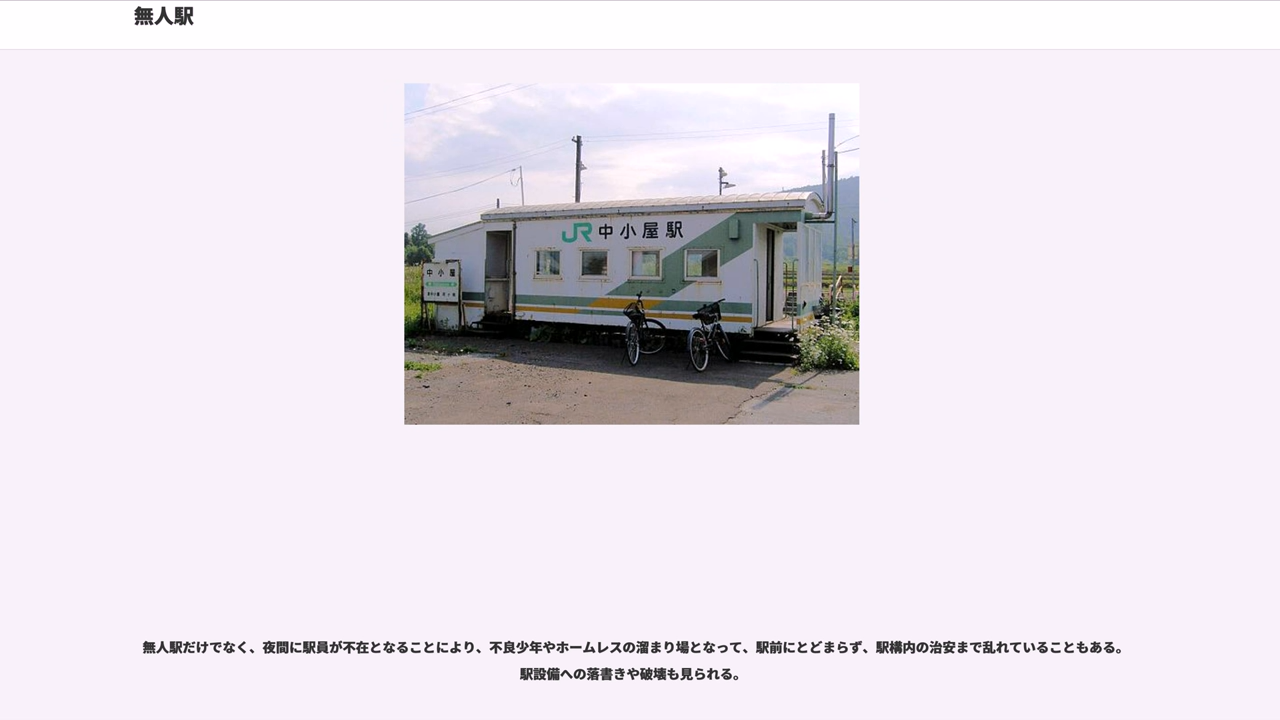 無人駅
JR 中小屋駅
中小屋
無人駅だけでなく、夜間に駅員が不在となることにより、不良少年やホームレスの溜まり場となって、駅前にとどまらず、駅構内の治安まで乱れていることもある。
駅設備への落書きや破壊も見られる。